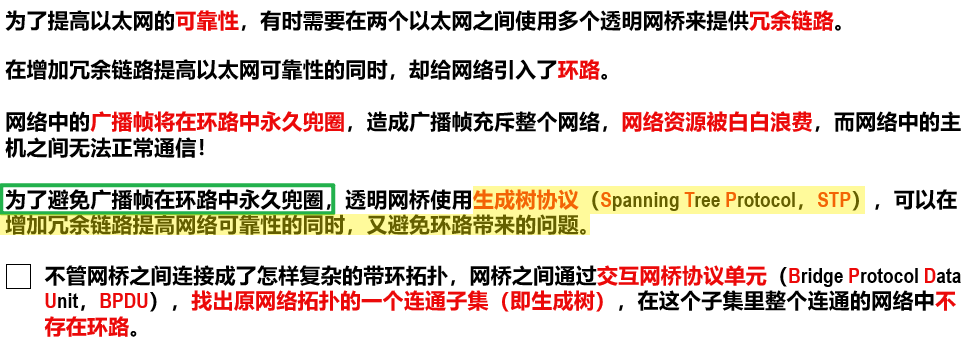 为了提高以太网的可靠性，有时需要在两个以太网之间使用多个透明网桥来提供冗余链路。
在增加冗余链路提高以太网可靠性的同时，却给网络引入了环路。
网络中的广播帧将在环路中永久兜圈，造成广播帧充斥整个网络，网络资源被白白浪费，而网络中的主
机之间无法正常通信！
为了避免广播帧在环路中永久兜圈，透明网桥使用生成树协议（Spanning Tree Protocol，STP），可以在
增加冗余链路提高网络可靠性的同时，又避免环路带来的问题。
不管网桥之间连接成了怎样复杂的带环拓扑，网桥之间通过交互网桥协议单元（Bridge Protocol Data
Unit，BPDU），找出原网络拓扑的一个连通子集（即生成树），在这个子集里整个连通的网络中不
存在环路。